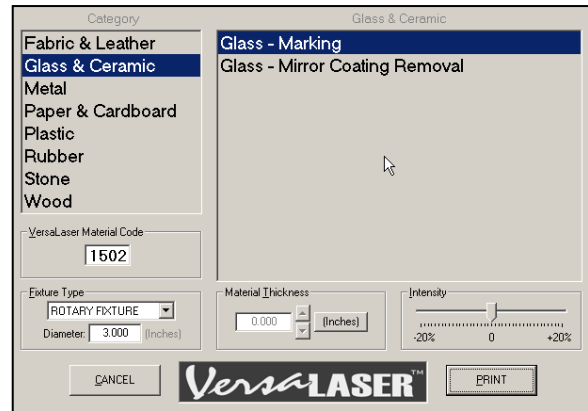 Category
Fabric & Leather
Glass & Ceramic
Metal
Paper & Cardboard
Plastic
Rubber
Stone
Wood
Glass & Ceramic
Glass - Marking
Glass - Mirror Coating Removal
VersaLaser Material Code
1502
Fixture Type
ROTARY FIXTURE
Diameter: 3.000 (Inches)
Material Thickness
0.000 (Inches)
Intensity
-20% 0 +20%
CANCEL
VersaLASER™
PRINT